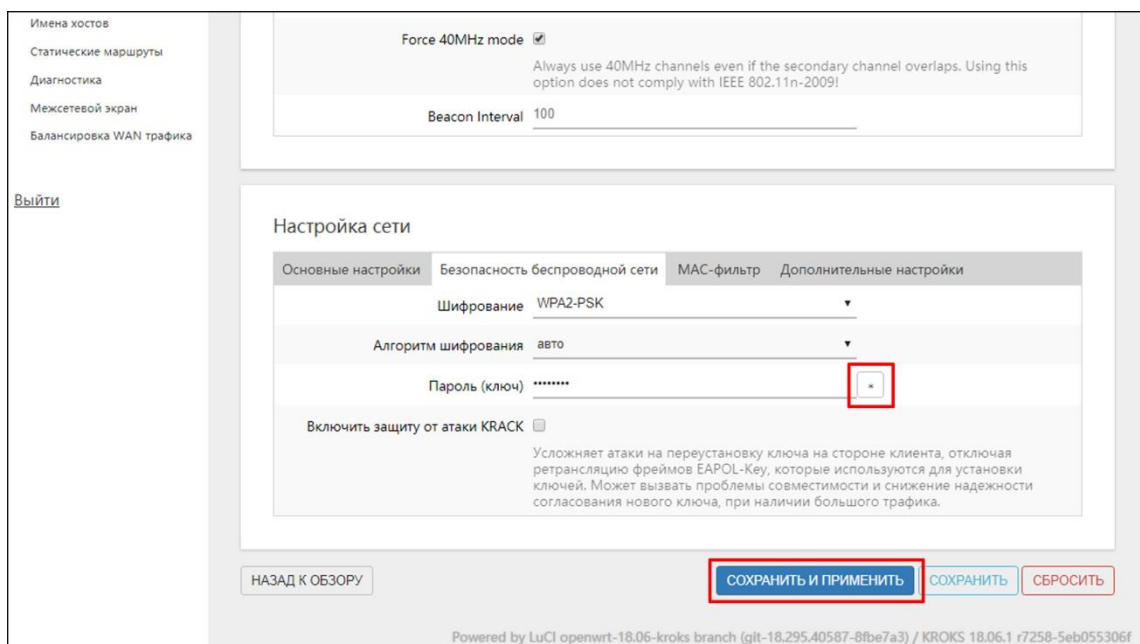 Имена хостов
Статические маршруты
Диагностика
Межсетевой экран
Балансировка WAN трафика
Выйти
Force 40MHz mode
Always use 40MHz channels even if the secondary channel overlaps. Using this
option does not comply with IEEE 802.11n-2009!
Beacon Interval 100
Настройка сети
Основные настройки Безопасность беспроводной сети MAC-фильтр Дополнительные настройки
Шифрование WPA2-PSK
Алгоритм шифрования авто
Пароль (ключ) ••••••••
*
Включить защиту от атаки KRACK
Усложняет атаки на переустановку ключа на стороне клиента, отключая
ретрансляцию фреймов EAPOL-Key, которые используются для установки
ключей. Может вызвать проблемы совместимости и снижение надежности
согласования нового ключа, при наличии большого трафика.
НАЗАД К ОБЗОРУ СОХРАНИТЬ И ПРИМЕНИТЬ СОХРАНИТЬ СБРОСИТЬ
Powered by LuCI openwrt-18.06-kroks branch (git-18.295.40587-8fbe7a3) / KROKS 18.06.1 r7258-5eb055306f